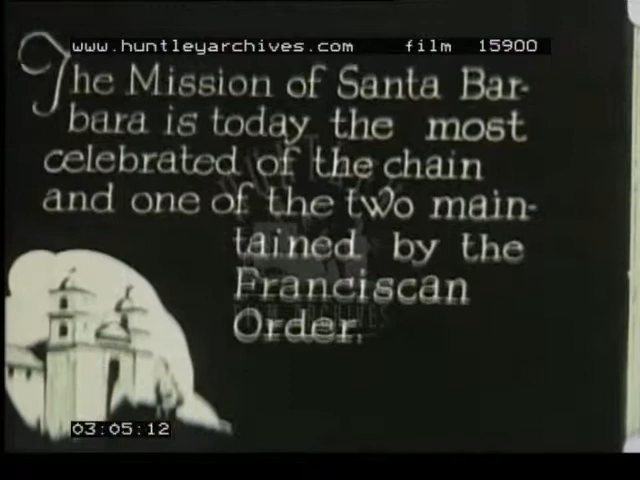 www.huntleyarchives.com film 15900
The Mission of Santa Bar-
bara is today the most
celebrated of the chain
and one of the two main-
tained by the
Franciscan
Order.
03:05:12